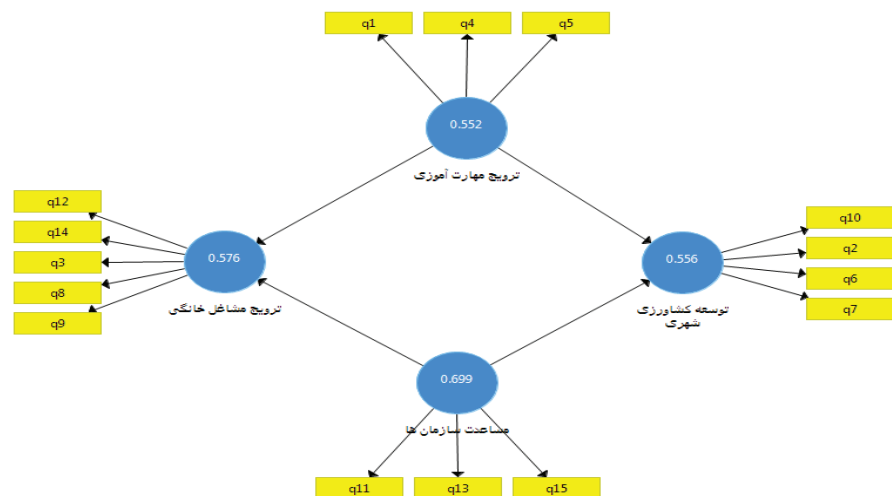 q1
q4
q5
0.552
ترویج مهارت آموزی
q12
q14
q3
q8
q9
0.576
ترویج مشاغل خانگی
0.556
توسعه کشاورزی
شهری
q10
q2
q6
q7
0.699
مساعدت سازمان ها
q11
q13
q15